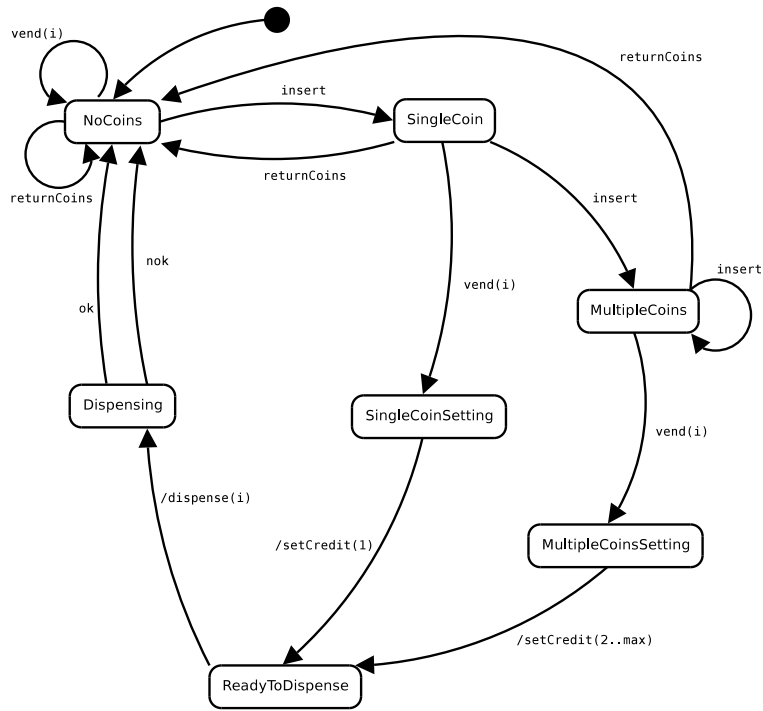 vend(i)
returnCoins
insert
NoCoins
SingleCoin
returnCoins
returnCoins
insert
nok
insert
vend(i)
ok
MultipleCoins
Dispensing
SingleCoinSetting
vend(i)
/dispense(i)
/setCredit(1)
MultipleCoinsSetting
/setCredit(2..max)
ReadyToDispense